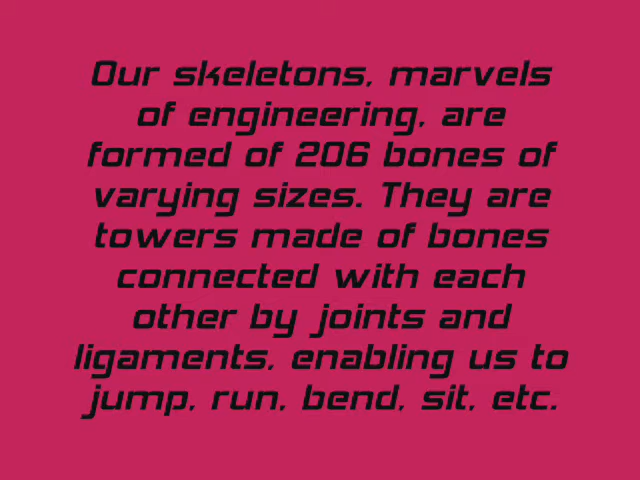 Our skeletons, marvels
of engineering, are
formed of 206 bones of
varying sizes. They are
towers made of bones
connected with each
other by joints and
ligaments, enabling us to
jump, run, bend, sit, etc.